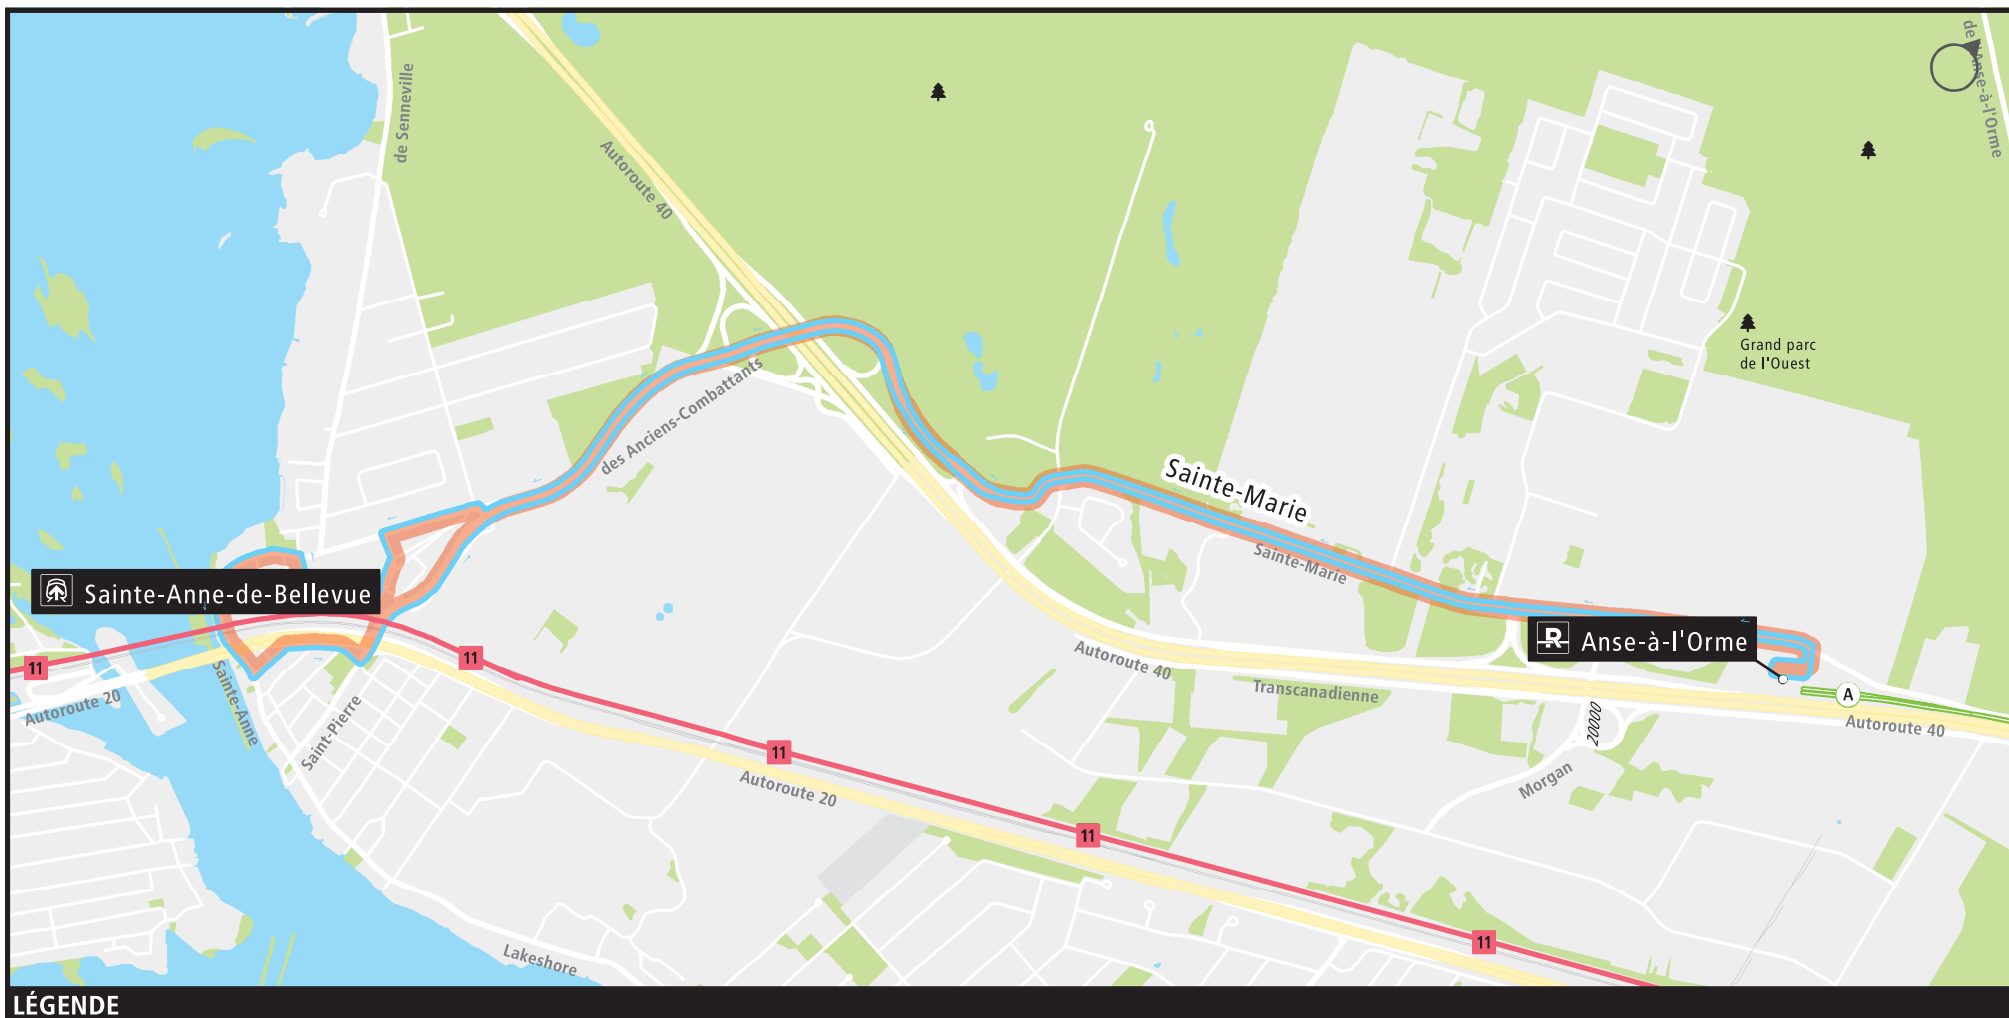 de l'Anse-à-l'Orme
de Senneville
Autoroute 40
Grand parc
de l'Ouest
des Anciens-Combattants
Sainte-Marie
Sainte-Marie
Sainte-Anne-de-Bellevue
Anse-à-l'Orme
11
11
Autoroute 40
Transcanadienne
A
Autoroute 40
20000
Autoroute 20
Sainte-Anne
Saint-Pierre
11
Autoroute 20
Morgan
11
11
Lakeshore
LÉGENDE